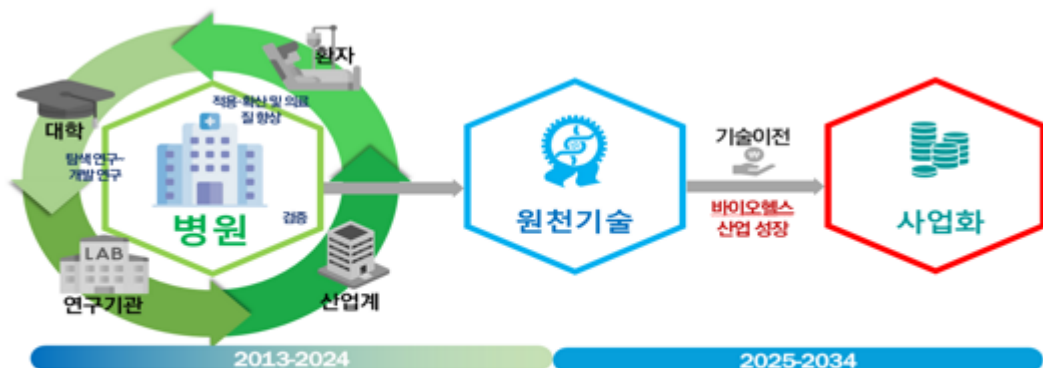 환자
대학
적용·확산 및 의료
질 향상
탐색 연구~
개발 연구
병원
검증
LAB
연구기관
산업계
원천기술
기술이전
₩
바이오헬스
산업 성장
사업화
2013-2024
2025-2034